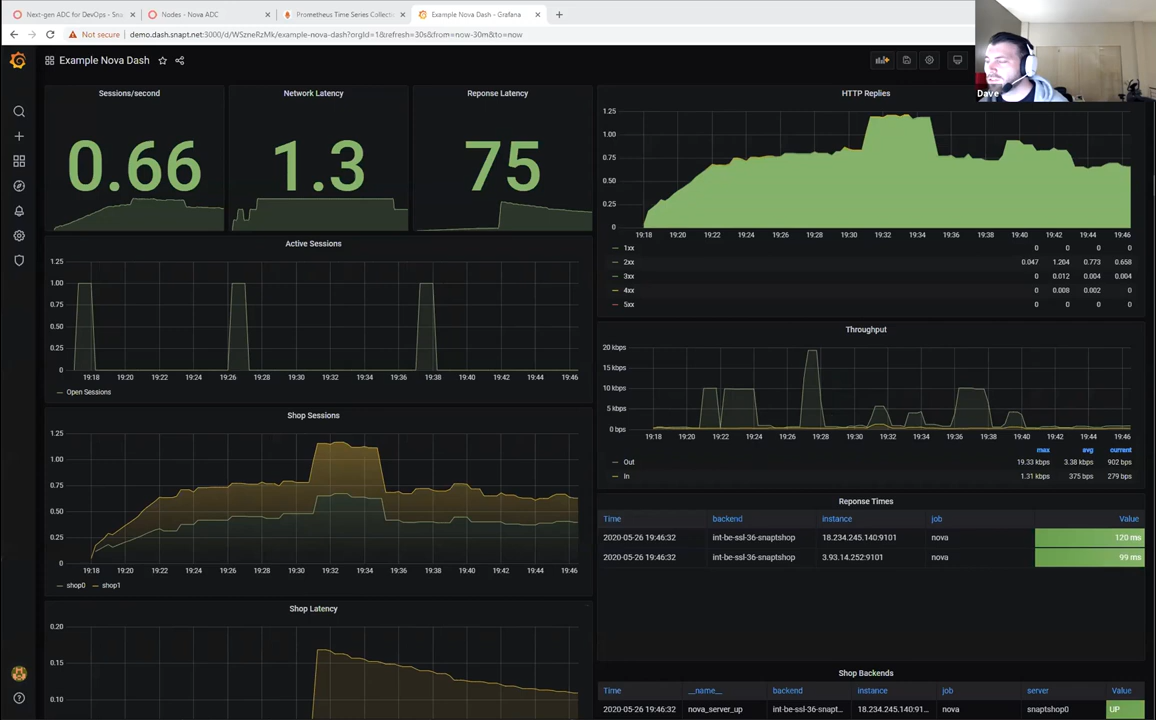 Next-gen ADC for DevOps - Sna
Nodes - Nova ADC
Prometheus Time Series Collecti
Example Nova Dash - Grafana
Not secure
demo.dash.snapt.net:3000/d/WSzneRzMk/example-nova-dash?orgId=1&refresh=30s&from=now-30m&to=now
Example Nova Dash
Dave
Sessions/second
0.66
Network Latency
1.3
Reponse Latency
75
HTTP Replies
1.25
1.00
0.75
0.50
0.25
0
19:18 19:20 19:22 19:24 19:26 19:28 19:30 19:32 19:34 19:36 19:38 19:40 19:42 19:44 19:46
1xx 0 0 0
2xx 0.047 1.204 0.773 0.658
3xx 0 0.012 0.004 0.004
4xx 0 0.008 0.002 0
5xx 0 0 0
Active Sessions
1.25
1.00
0.75
0.50
0.25
0
19:18 19:20 19:22 19:24 19:26 19:28 19:30 19:32 19:34 19:36 19:38 19:40 19:42 19:44 19:46
Open Sessions
Throughput
20 kbps
15 kbps
10 kbps
5 kbps
0 bps
19:18 19:20 19:22 19:24 19:26 19:28 19:30 19:32 19:34 19:36 19:38 19:40 19:42 19:44 19:46
max avg current
Out 19.33 kbps 3.38 kbps 902 bps
In 1.31 kbps 375 bps 279 bps
Shop Sessions
1.25
1.00
0.75
0.50
0.25
0
19:18 19:20 19:22 19:24 19:26 19:28 19:30 19:32 19:34 19:36 19:38 19:40 19:42 19:44 19:46
shop0 shop1
Reponse Times
Time backend instance job Value
2020-05-26 19:46:32 int-be-ssl-36-snaptshop 18.234.245.140:9101 nova 120 ms
2020-05-26 19:46:32 int-be-ssl-36-snaptshop 3.93.14.252:9101 nova 99 ms
Shop Latency
0.20
0.15
0.10
Shop Backends
Time __name__ backend instance job server Value
2020-05-26 19:46:32 nova_server_up int-be-ssl-36-snapt... 18.234.245.140:91... nova snaptshop0 UP